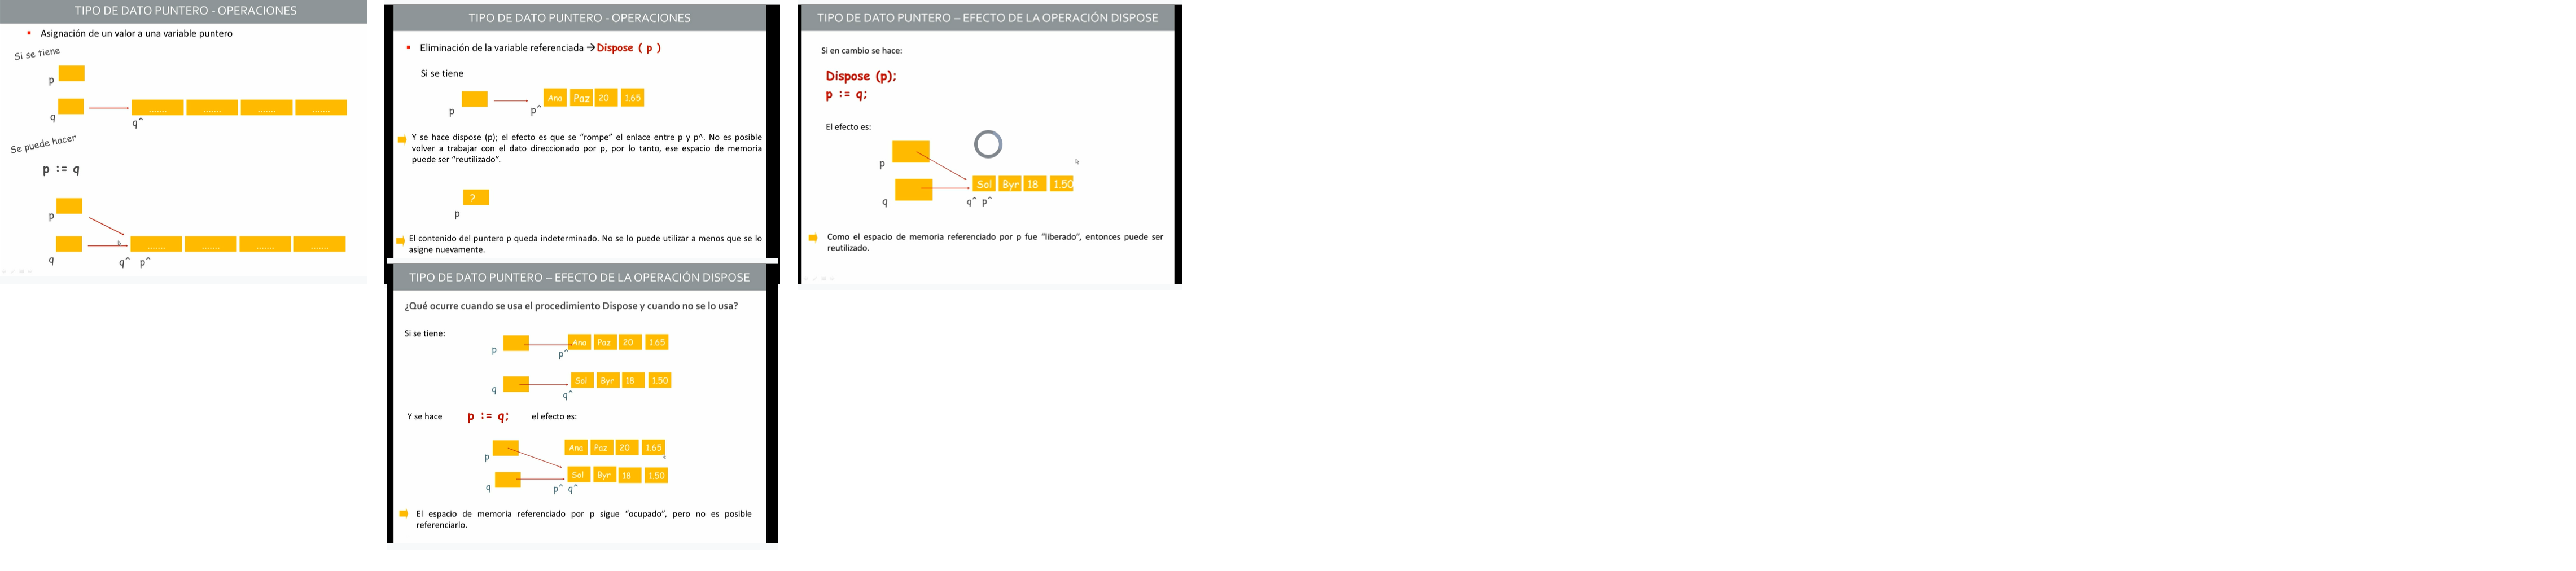 TIPO DE DATO PUNTERO - OPERACIONES
Asignación de un valor a una variable puntero
Si se tiene
p
q
....... ....... ....... .......
q^
Se puede hacer
p := q
p
q
....... ....... ....... .......
q^ p^
TIPO DE DATO PUNTERO - OPERACIONES
Eliminación de la variable referenciada → Dispose ( p )
Si se tiene
p
p^
Ana Paz 20 1.65
Y se hace dispose (p); el efecto es que se “rompe” el enlace entre p y p^. No es posible
volver a trabajar con el dato direccionado por p, por lo tanto, ese espacio de memoria
puede ser “reutilizado”.
?
p
El contenido del puntero p queda indeterminado. No se lo puede utilizar a menos que se lo
asigne nuevamente.
TIPO DE DATO PUNTERO – EFECTO DE LA OPERACIÓN DISPOSE
¿Qué ocurre cuando se usa el procedimiento Dispose y cuando no se lo usa?
Si se tiene:
p
p^
Ana Paz 20 1.65
q
q^
Sol Byr 18 1.50
Y se hace p := q; el efecto es:
p
Ana Paz 20 1.65
q
Sol Byr 18 1.50
p^ q^
El espacio de memoria referenciado por p sigue “ocupado”, pero no es posible
referenciarlo.
TIPO DE DATO PUNTERO – EFECTO DE LA OPERACIÓN DISPOSE
Si en cambio se hace:
Dispose (p);
p := q;
El efecto es:
p
q
Sol Byr 18 1.50
q^ p^
Como el espacio de memoria referenciado por p fue “liberado”, entonces puede ser
reutilizado.